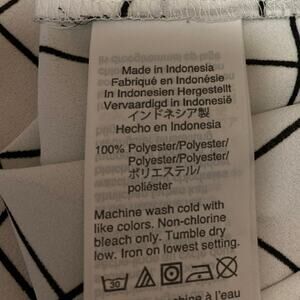 Made in Indonesia
Fabriqué en Indonésie
In Indonesien Hergestellt
Vervaardigd in Indonesië
インドネシア製
Hecho en Indonesia
100% Polyester/Polyester/
Polyester/Polyester/
ポリエステル/
poliéster
Machine wash cold with
like colors. Non-chlorine
bleach only. Tumble dry
low. Iron on lowest setting.
30